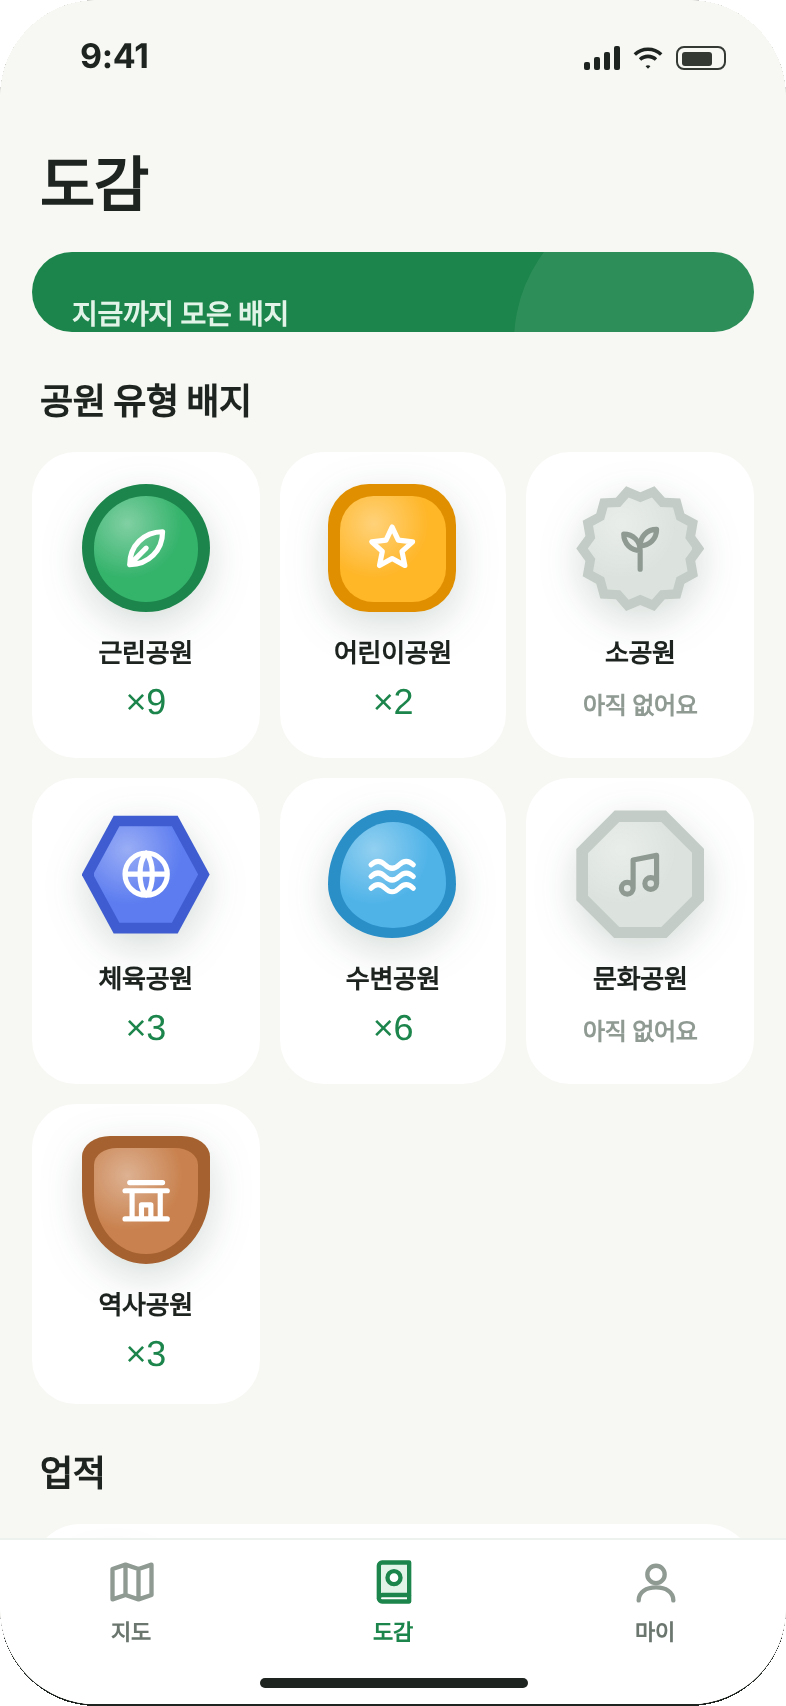 9:41
도감
지금까지 모은 배지
공원 유형 배지
근린공원
×9
어린이공원
×2
소공원
아직 없어요
체육공원
×3
수변공원
×6
문화공원
아직 없어요
역사공원
×3
업적
지도
도감
마이